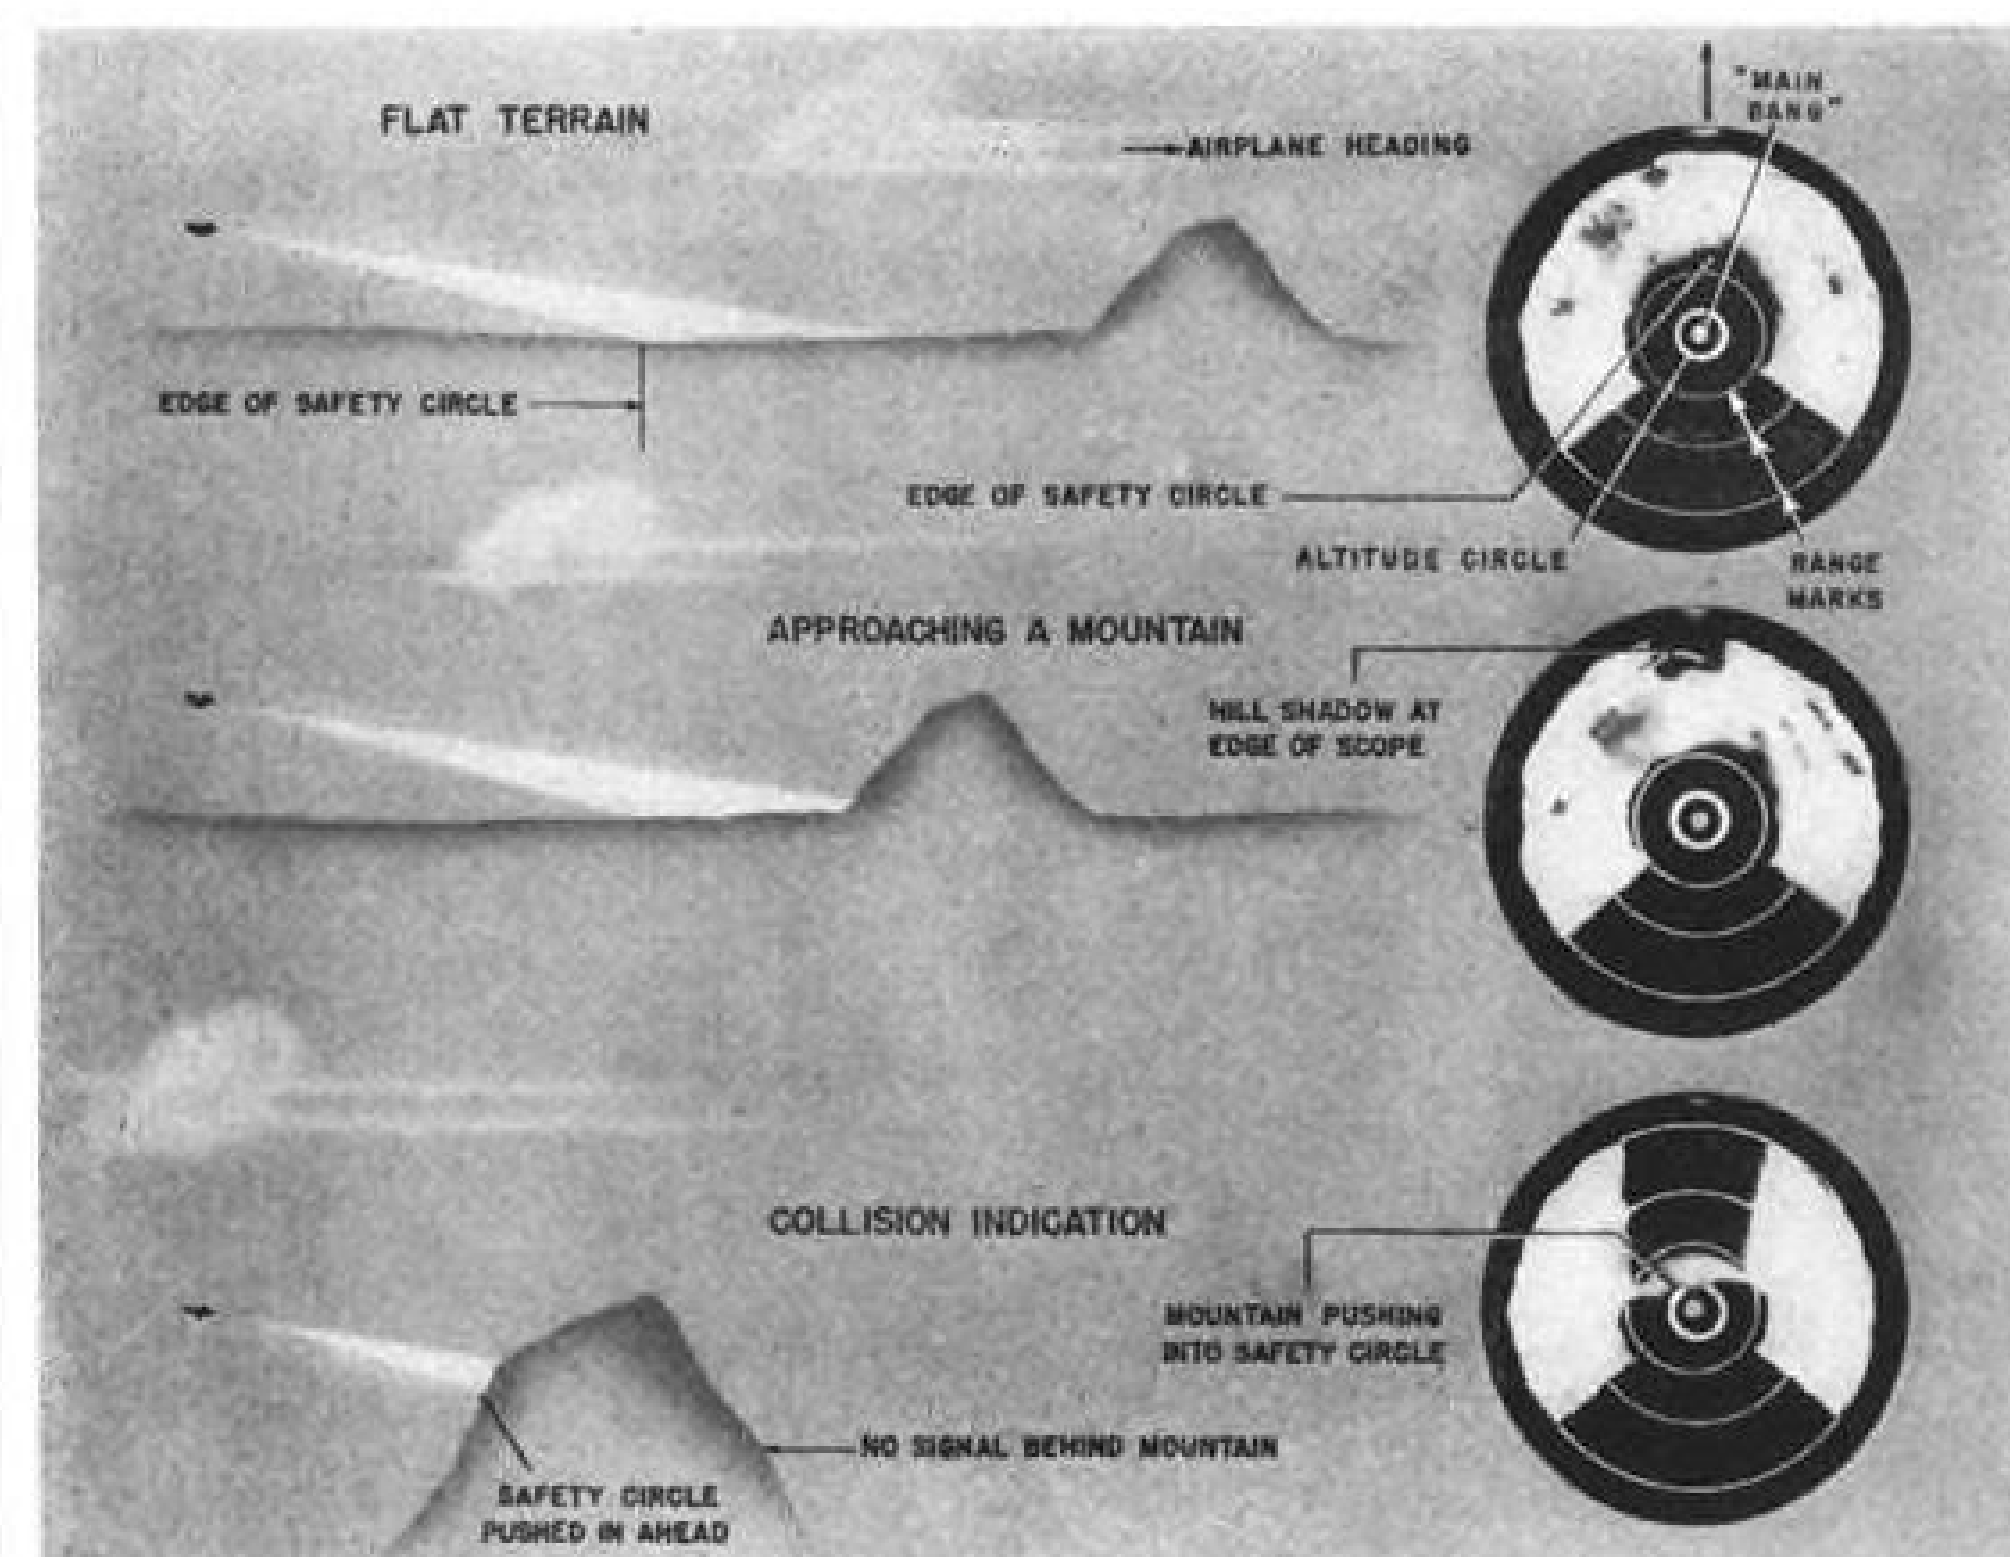 "MAIN
BANG"
FLAT TERRAIN
AIRPLANE HEADING
EDGE OF SAFETY CIRCLE
EDGE OF SAFETY CIRCLE
ALTITUDE CIRCLE
RANGE
MARKS
APPROACHING A MOUNTAIN
HILL SHADOW AT
EDGE OF SCOPE
COLLISION INDICATION
MOUNTAIN PUSHING
INTO SAFETY CIRCLE
NO SIGNAL BEHIND MOUNTAIN
SAFETY CIRCLE
PUSHED IN AHEAD